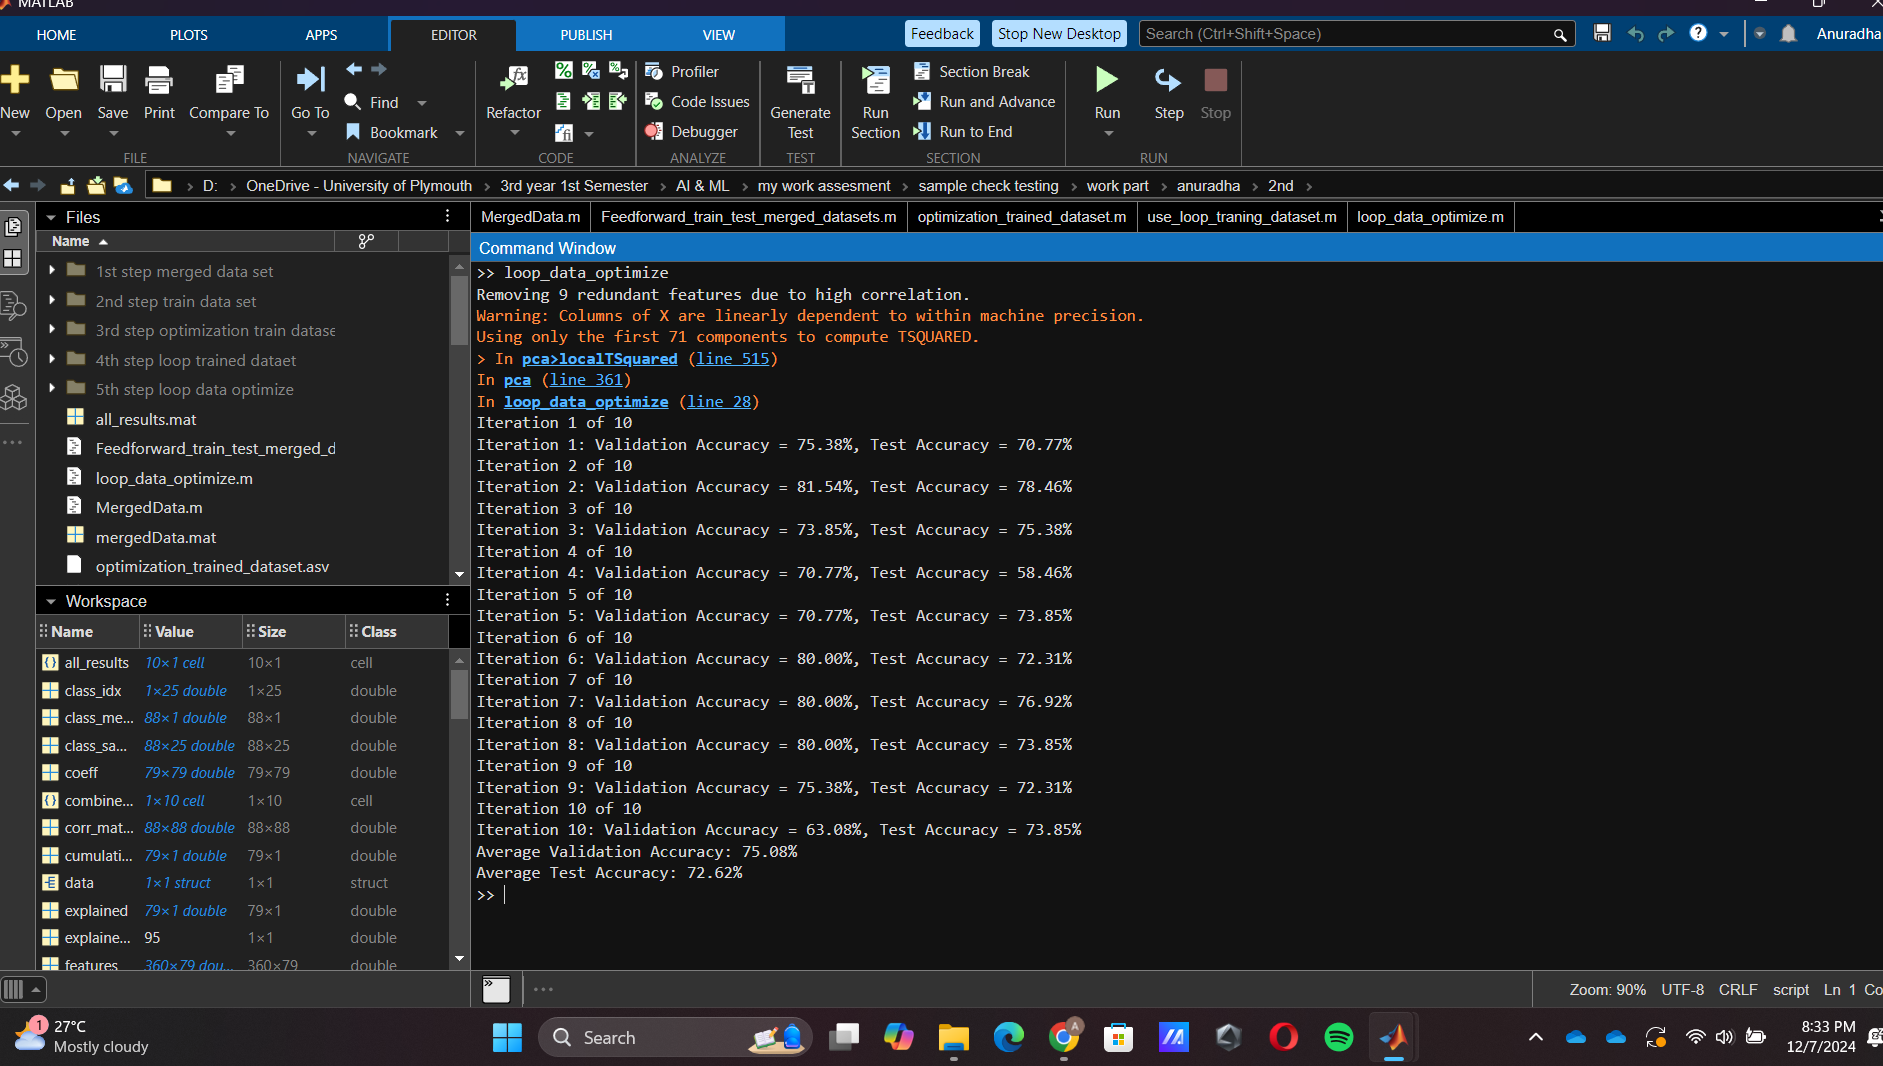 MATLAB
HOME PLOTS APPS EDITOR PUBLISH VIEW Feedback Stop New Desktop Search (Ctrl+Shift+Space) Anuradha
New Open Save Print Compare To Go To Find Bookmark Refactor Profiler Code Issues Debugger Generate Test Run Section Section Break Run and Advance Run to End Run Step Stop
FILE NAVIGATE CODE ANALYZE TEST SECTION RUN
D: › OneDrive - University of Plymouth › 3rd year 1st Semester › AI & ML › my work assesment › sample check testing › work part › anuradha › 2nd ›
Files
Name
1st step merged data set
2nd step train data set
3rd step optimization train datase
4th step loop trained dataet
5th step loop data optimize
all_results.mat
Feedforward_train_test_merged_d
loop_data_optimize.m
MergedData.m
mergedData.mat
optimization_trained_dataset.asv
Workspace
Name Value Size Class
all_results 10×1 cell 10×1 cell
class_idx 1×25 double 1×25 double
class_me... 88×1 double 88×1 double
class_sa... 88×25 double 88×25 double
coeff 79×79 double 79×79 double
combine... 1×10 cell 1×10 cell
corr_mat... 88×88 double 88×88 double
cumulati... 79×1 double 79×1 double
data 1×1 struct 1×1 struct
explained 79×1 double 79×1 double
explaine... 95 1×1 double
features 360×79 dou... 360×79 double
MergedData.m Feedforward_train_test_merged_datasets.m optimization_trained_dataset.m use_loop_traning_dataset.m loop_data_optimize.m
Command Window
>> loop_data_optimize
Removing 9 redundant features due to high correlation.
Warning: Columns of X are linearly dependent to within machine precision.
Using only the first 71 components to compute TSQUARED.
> In pca>localTSquared (line 515)
In pca (line 361)
In loop_data_optimize (line 28)
Iteration 1 of 10
Iteration 1: Validation Accuracy = 75.38%, Test Accuracy = 70.77%
Iteration 2 of 10
Iteration 2: Validation Accuracy = 81.54%, Test Accuracy = 78.46%
Iteration 3 of 10
Iteration 3: Validation Accuracy = 73.85%, Test Accuracy = 75.38%
Iteration 4 of 10
Iteration 4: Validation Accuracy = 70.77%, Test Accuracy = 58.46%
Iteration 5 of 10
Iteration 5: Validation Accuracy = 70.77%, Test Accuracy = 73.85%
Iteration 6 of 10
Iteration 6: Validation Accuracy = 80.00%, Test Accuracy = 72.31%
Iteration 7 of 10
Iteration 7: Validation Accuracy = 80.00%, Test Accuracy = 76.92%
Iteration 8 of 10
Iteration 8: Validation Accuracy = 80.00%, Test Accuracy = 73.85%
Iteration 9 of 10
Iteration 9: Validation Accuracy = 75.38%, Test Accuracy = 72.31%
Iteration 10 of 10
Iteration 10: Validation Accuracy = 63.08%, Test Accuracy = 73.85%
Average Validation Accuracy: 75.08%
Average Test Accuracy: 72.62%
>>
Zoom: 90% UTF-8 CRLF script Ln 1 Co
1 27°C
Mostly cloudy
Search
8:33 PM
12/7/2024